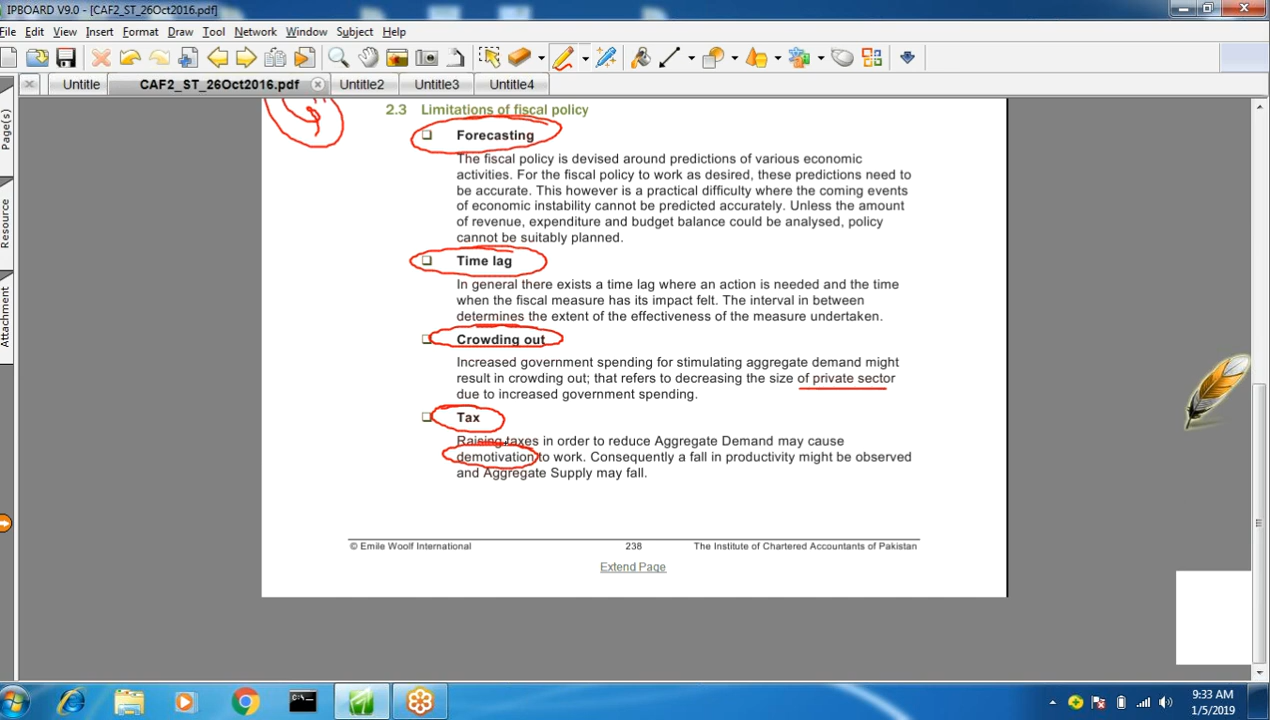 IPBOARD V9.0 - [CAF2_ST_26Oct2016.pdf]
File Edit View Insert Format Draw Tool Network Window Subject Help
Untitle CAF2_ST_26Oct2016.pdf Untitle2 Untitle3 Untitle4
Page(s)
Resource
Attachment
2.3 Limitations of fiscal policy
Forecasting
The fiscal policy is devised around predictions of various economic
activities. For the fiscal policy to work as desired, these predictions need to
be accurate. This however is a practical difficulty where the coming events
of economic instability cannot be predicted accurately. Unless the amount
of revenue, expenditure and budget balance could be analysed, policy
cannot be suitably planned.
Time lag
In general there exists a time lag where an action is needed and the time
when the fiscal measure has its impact felt. The interval in between
determines the extent of the effectiveness of the measure undertaken.
Crowding out
Increased government spending for stimulating aggregate demand might
result in crowding out; that refers to decreasing the size of private sector
due to increased government spending.
Tax
Raising taxes in order to reduce Aggregate Demand may cause
demotivation to work. Consequently a fall in productivity might be observed
and Aggregate Supply may fall.
© Emile Woolf International 238 The Institute of Chartered Accountants of Pakistan
Extend Page
9:33 AM
1/5/2019